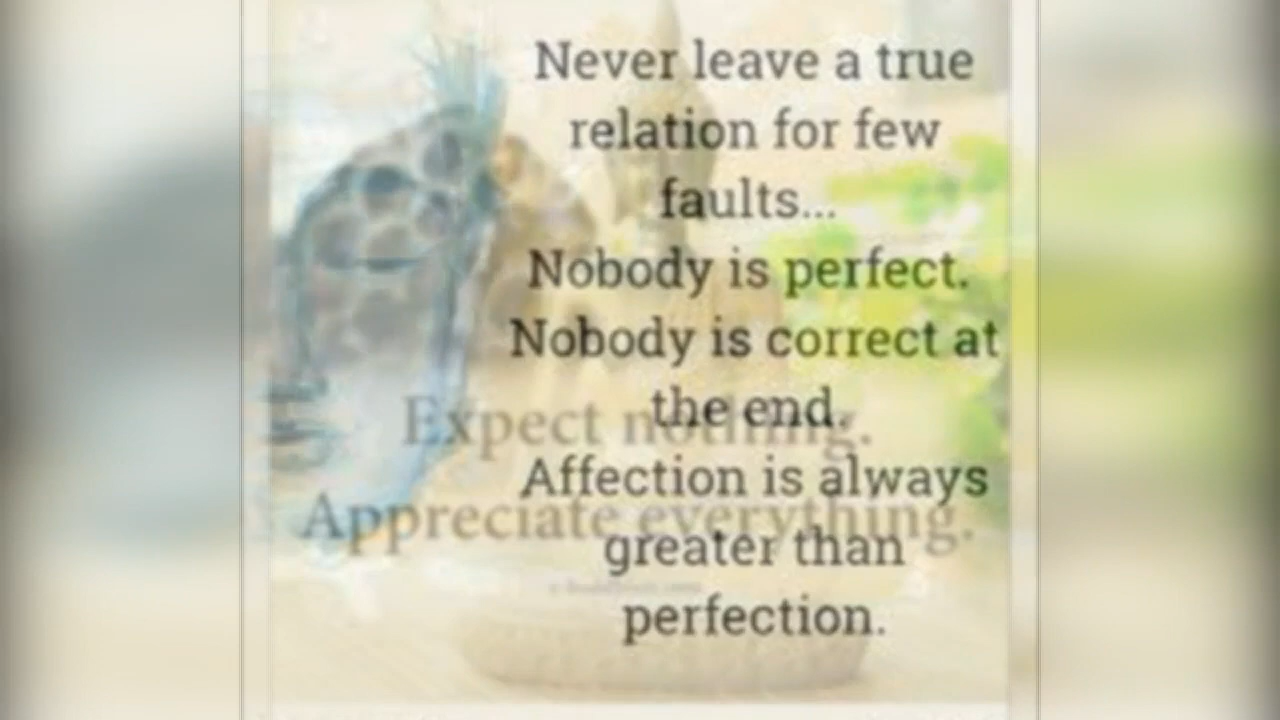 Never leave a true
relation for few
faults...
Nobody is perfect.
Nobody is correct at
the end.
Affection is always
greater than
perfection.
Expect nothing.
Appreciate everything.